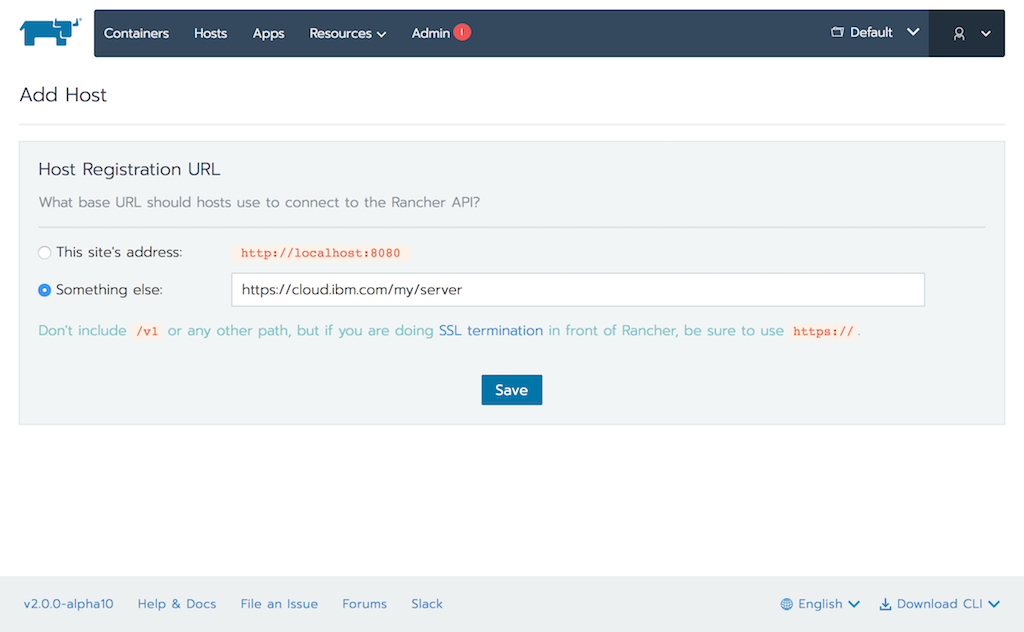 Containers Hosts Apps Resources Admin ! Default
Add Host
Host Registration URL
What base URL should hosts use to connect to the Rancher API?
This site's address: http://localhost:8080
Something else: https://cloud.ibm.com/my/server
Don't include /v1 or any other path, but if you are doing SSL termination in front of Rancher, be sure to use https:// .
Save
v2.0.0-alpha10 Help & Docs File an Issue Forums Slack English Download CLI